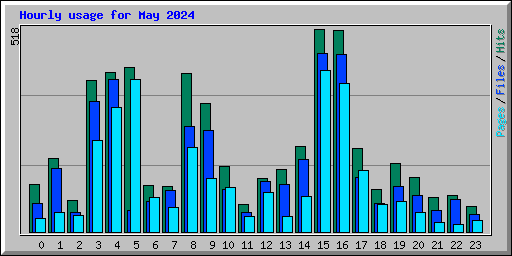 Hourly usage for May 2024
518
Pages / Files / Hits
0 1 2 3 4 5 6 7 8 9 10 11 12 13 14 15 16 17 18 19 20 21 22 23